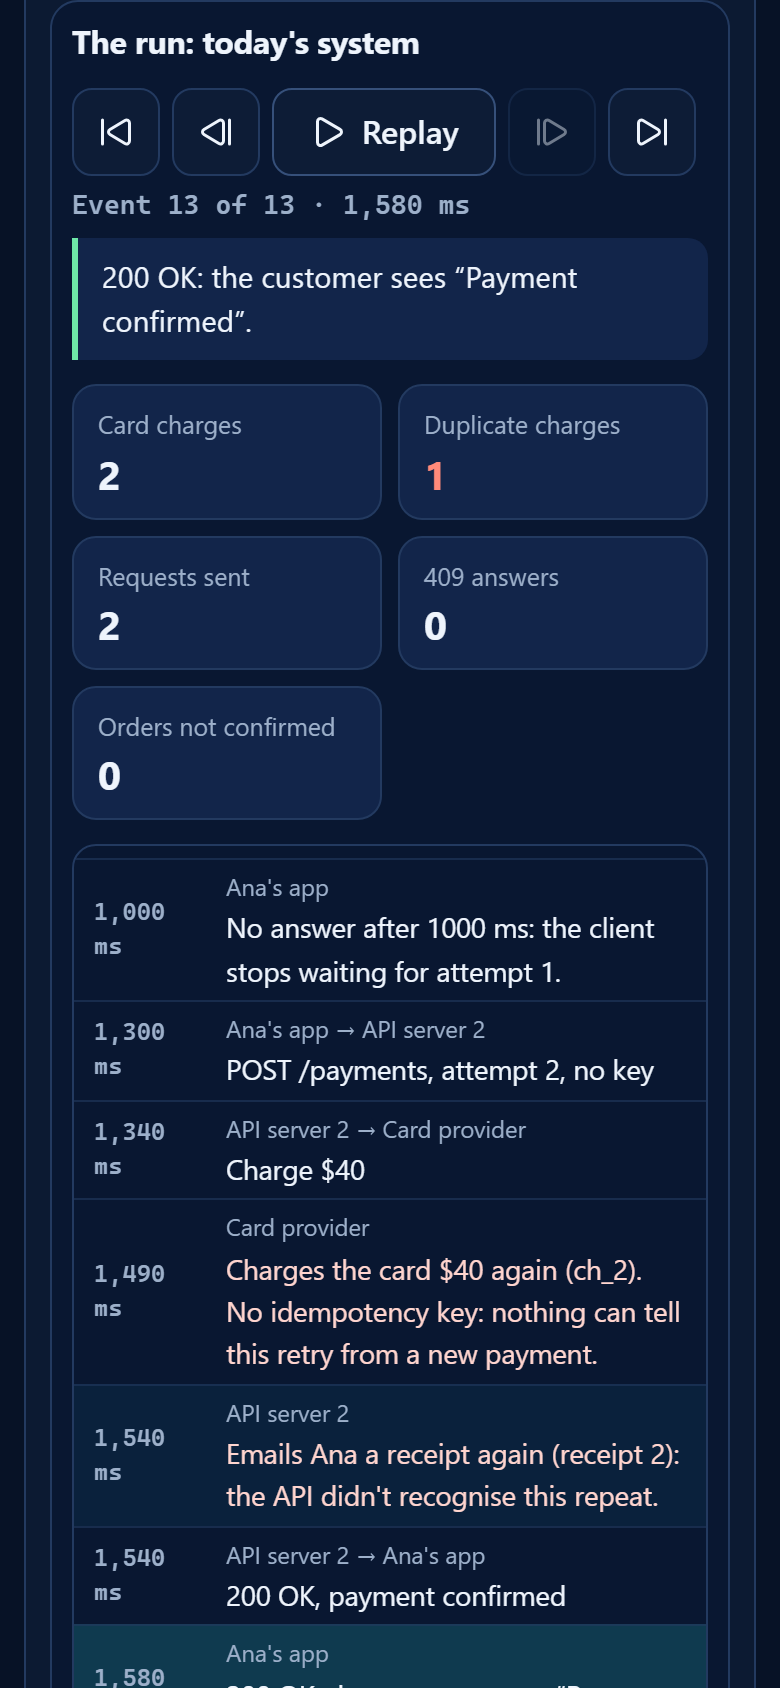 The run: today's system
Replay
Event 13 of 13 · 1,580 ms
200 OK: the customer sees “Payment
confirmed”.
Card charges
2
Duplicate charges
1
Requests sent
2
409 answers
0
Orders not confirmed
0
1,000
ms
Ana's app
No answer after 1000 ms: the client
stops waiting for attempt 1.
1,300
ms
Ana's app → API server 2
POST /payments, attempt 2, no key
1,340
ms
API server 2 → Card provider
Charge $40
1,490
ms
Card provider
Charges the card $40 again (ch_2).
No idempotency key: nothing can tell
this retry from a new payment.
1,540
ms
API server 2
Emails Ana a receipt again (receipt 2):
the API didn't recognise this repeat.
1,540
ms
API server 2 → Ana's app
200 OK, payment confirmed
1,580
Ana's app